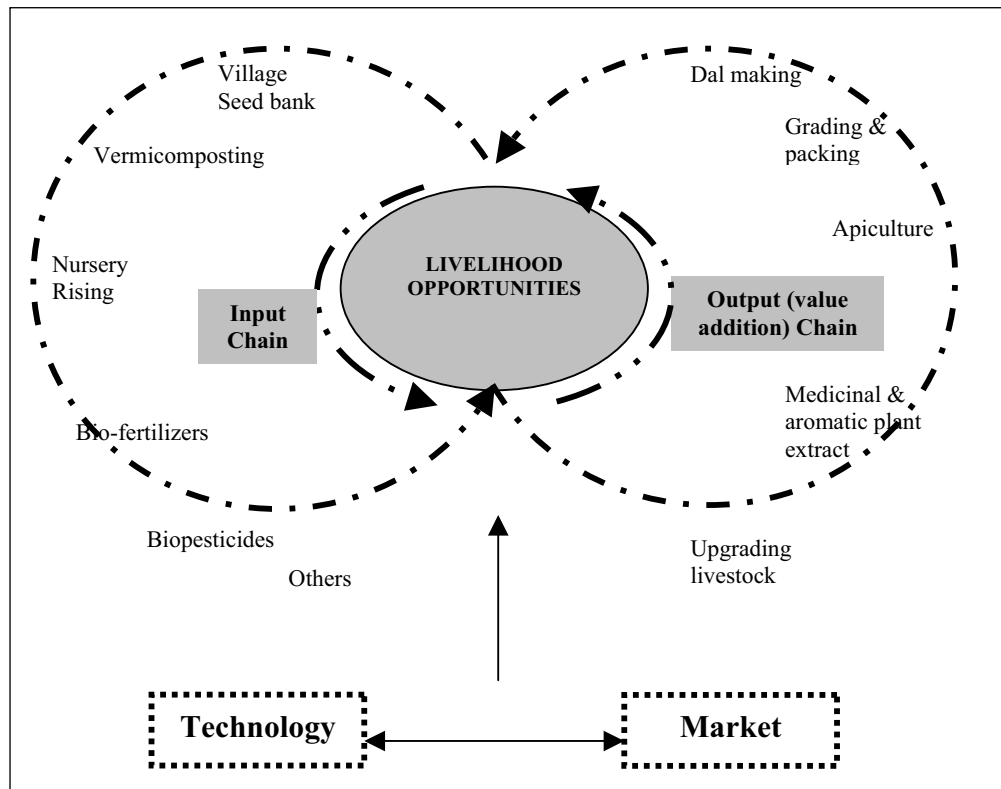 Village
Seed bank
Dal making
Grading &
packing
Vermicomposting
Apiculture
Nursery
Rising
LIVELIHOOD
OPPORTUNITIES
Input
Chain
Output (value
addition) Chain
Medicinal &
aromatic plant
extract
Bio-fertilizers
Biopesticides
Others
Upgrading
livestock
Technology
Market